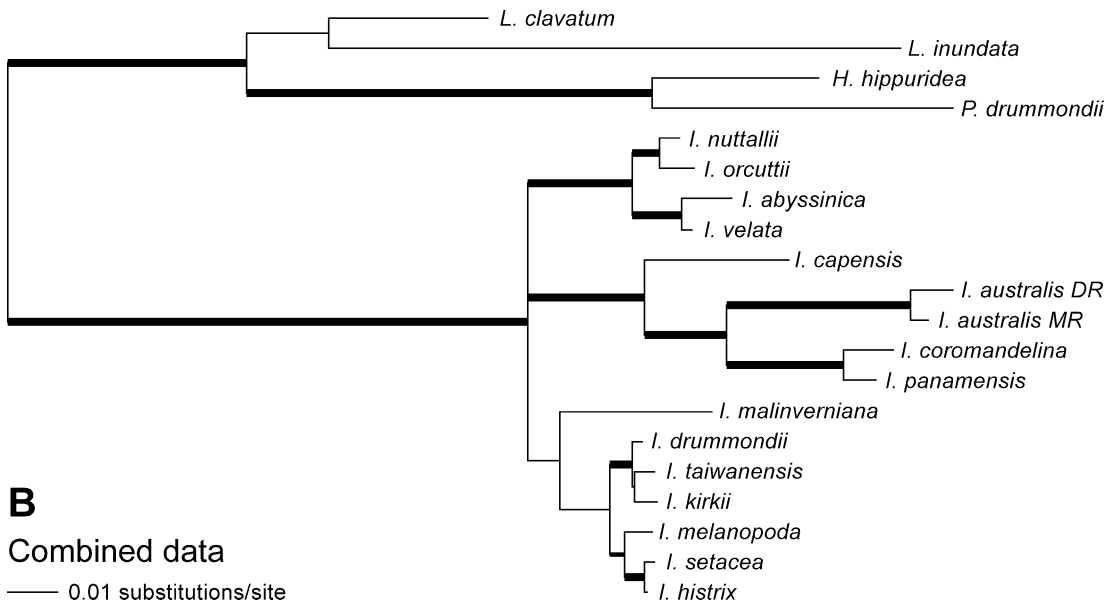 L. clavatum
L. inundata
H. hippuridea
P. drummondii
I. nuttallii
I. orcuttii
I. abyssinica
I. velata
I. capensis
I. australis DR
I. australis MR
I. coromandelina
I. panamensis
I. malinverniana
I. drummondii
I. taiwanensis
I. kirkii
I. melanopoda
I. setacea
I. histrix
B
Combined data
0.01 substitutions/site